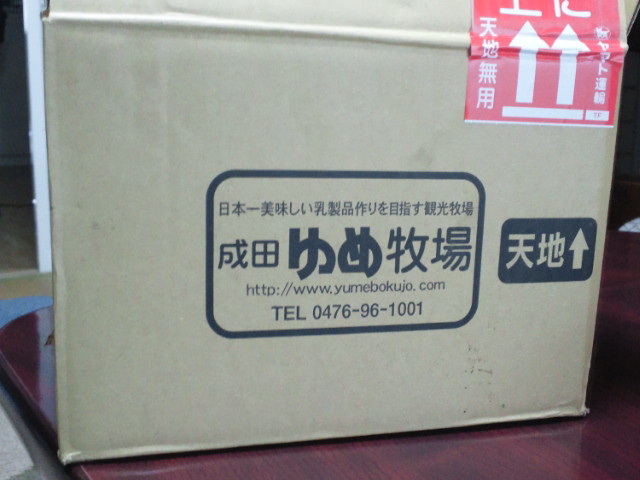 上に
天地無用
ヤマト運輸
日本一美味しい乳製品作りを目指す観光牧場
成田ゆめ牧場
http://www.yumebokujo.com
TEL 0476-96-1001
天地↑